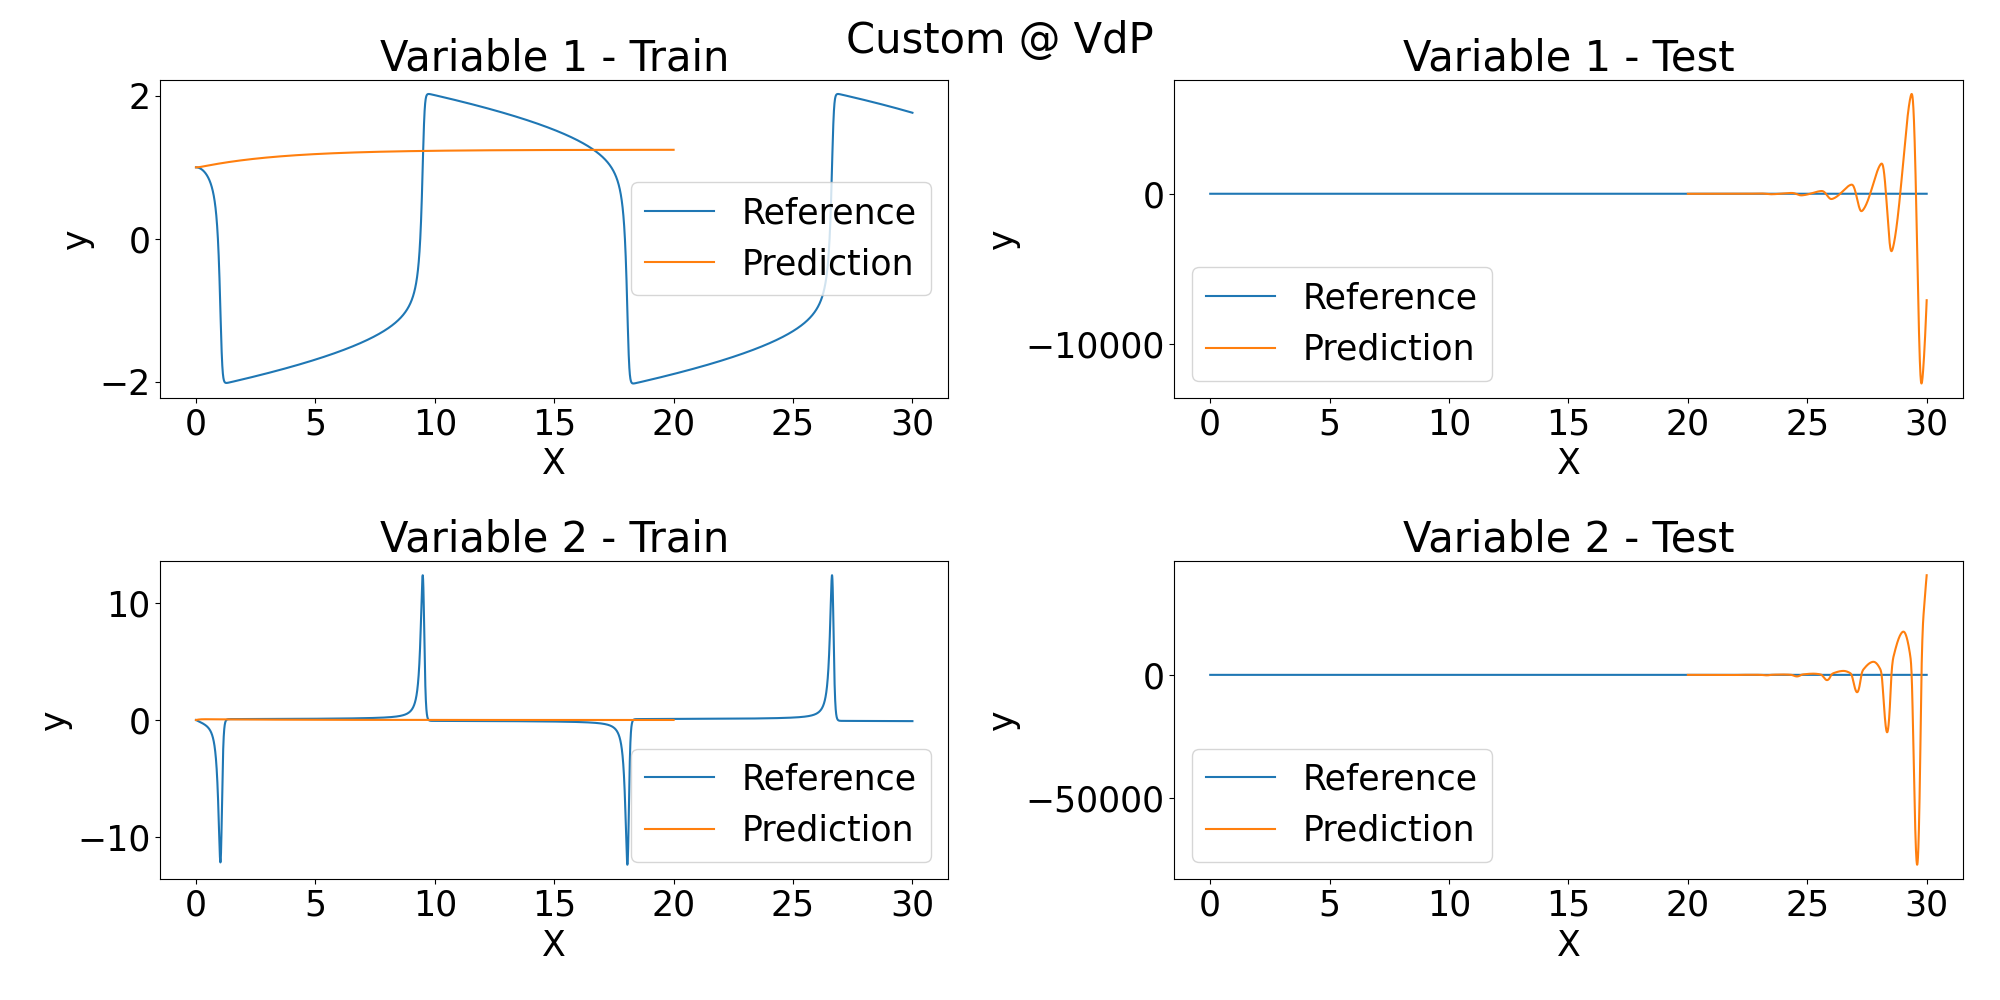 Custom @ VdP
Variable 1 - Train
2
0
−2
y
Reference
Prediction
0 5 10 15 20 25 30
X
Variable 1 - Test
0
−10000
y
Reference
Prediction
0 5 10 15 20 25 30
X
Variable 2 - Train
10
0
−10
y
Reference
Prediction
0 5 10 15 20 25 30
X
Variable 2 - Test
0
−50000
y
Reference
Prediction
0 5 10 15 20 25 30
X